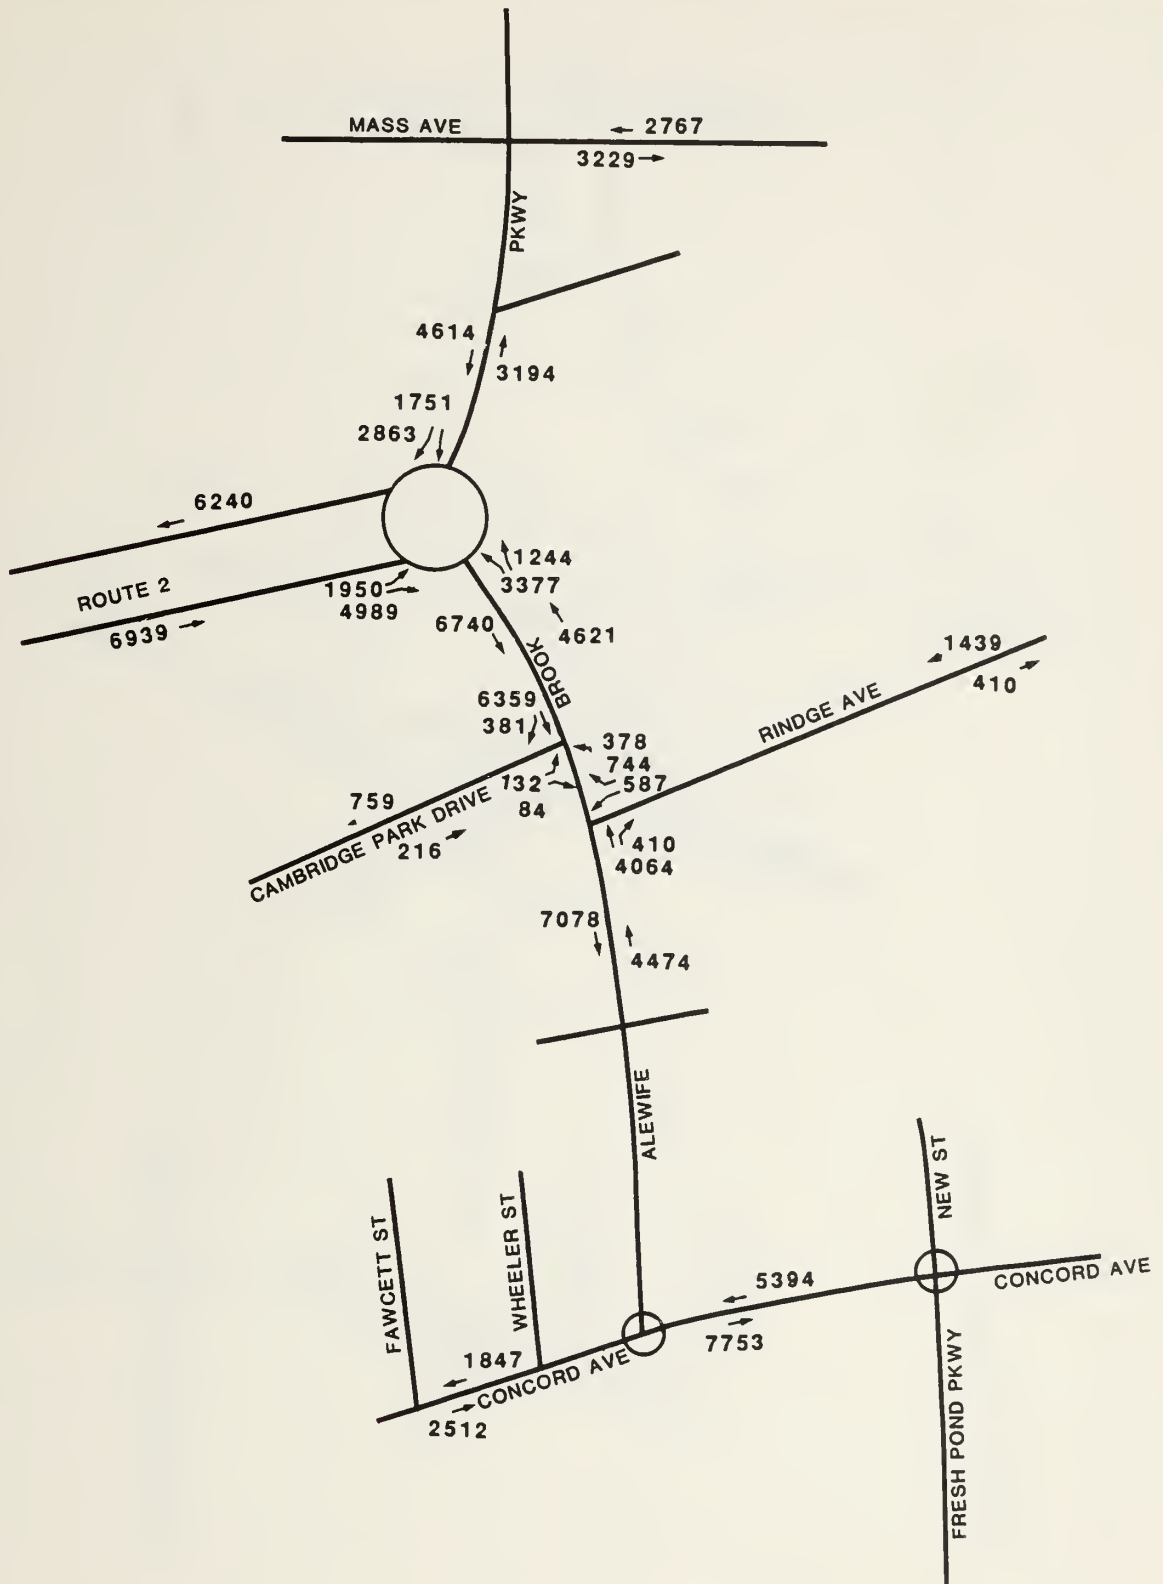 MASS AVE
2767
3229
PKWY
4614
3194
1751
2863
6240
ROUTE 2
1244
3377
1950
4989
6939
6740
4621
BROOK
1439
410
RINDGE AVE
6359
381
378
744
587
132
84
759
CAMBRIDGE PARK DRIVE
216
410
4064
7078
4474
ALEWIFE
NEW ST
FAWCETT ST
WHEELER ST
5394
CONCORD AVE
7753
1847
CONCORD AVE
2512
FRESH POND PKWY